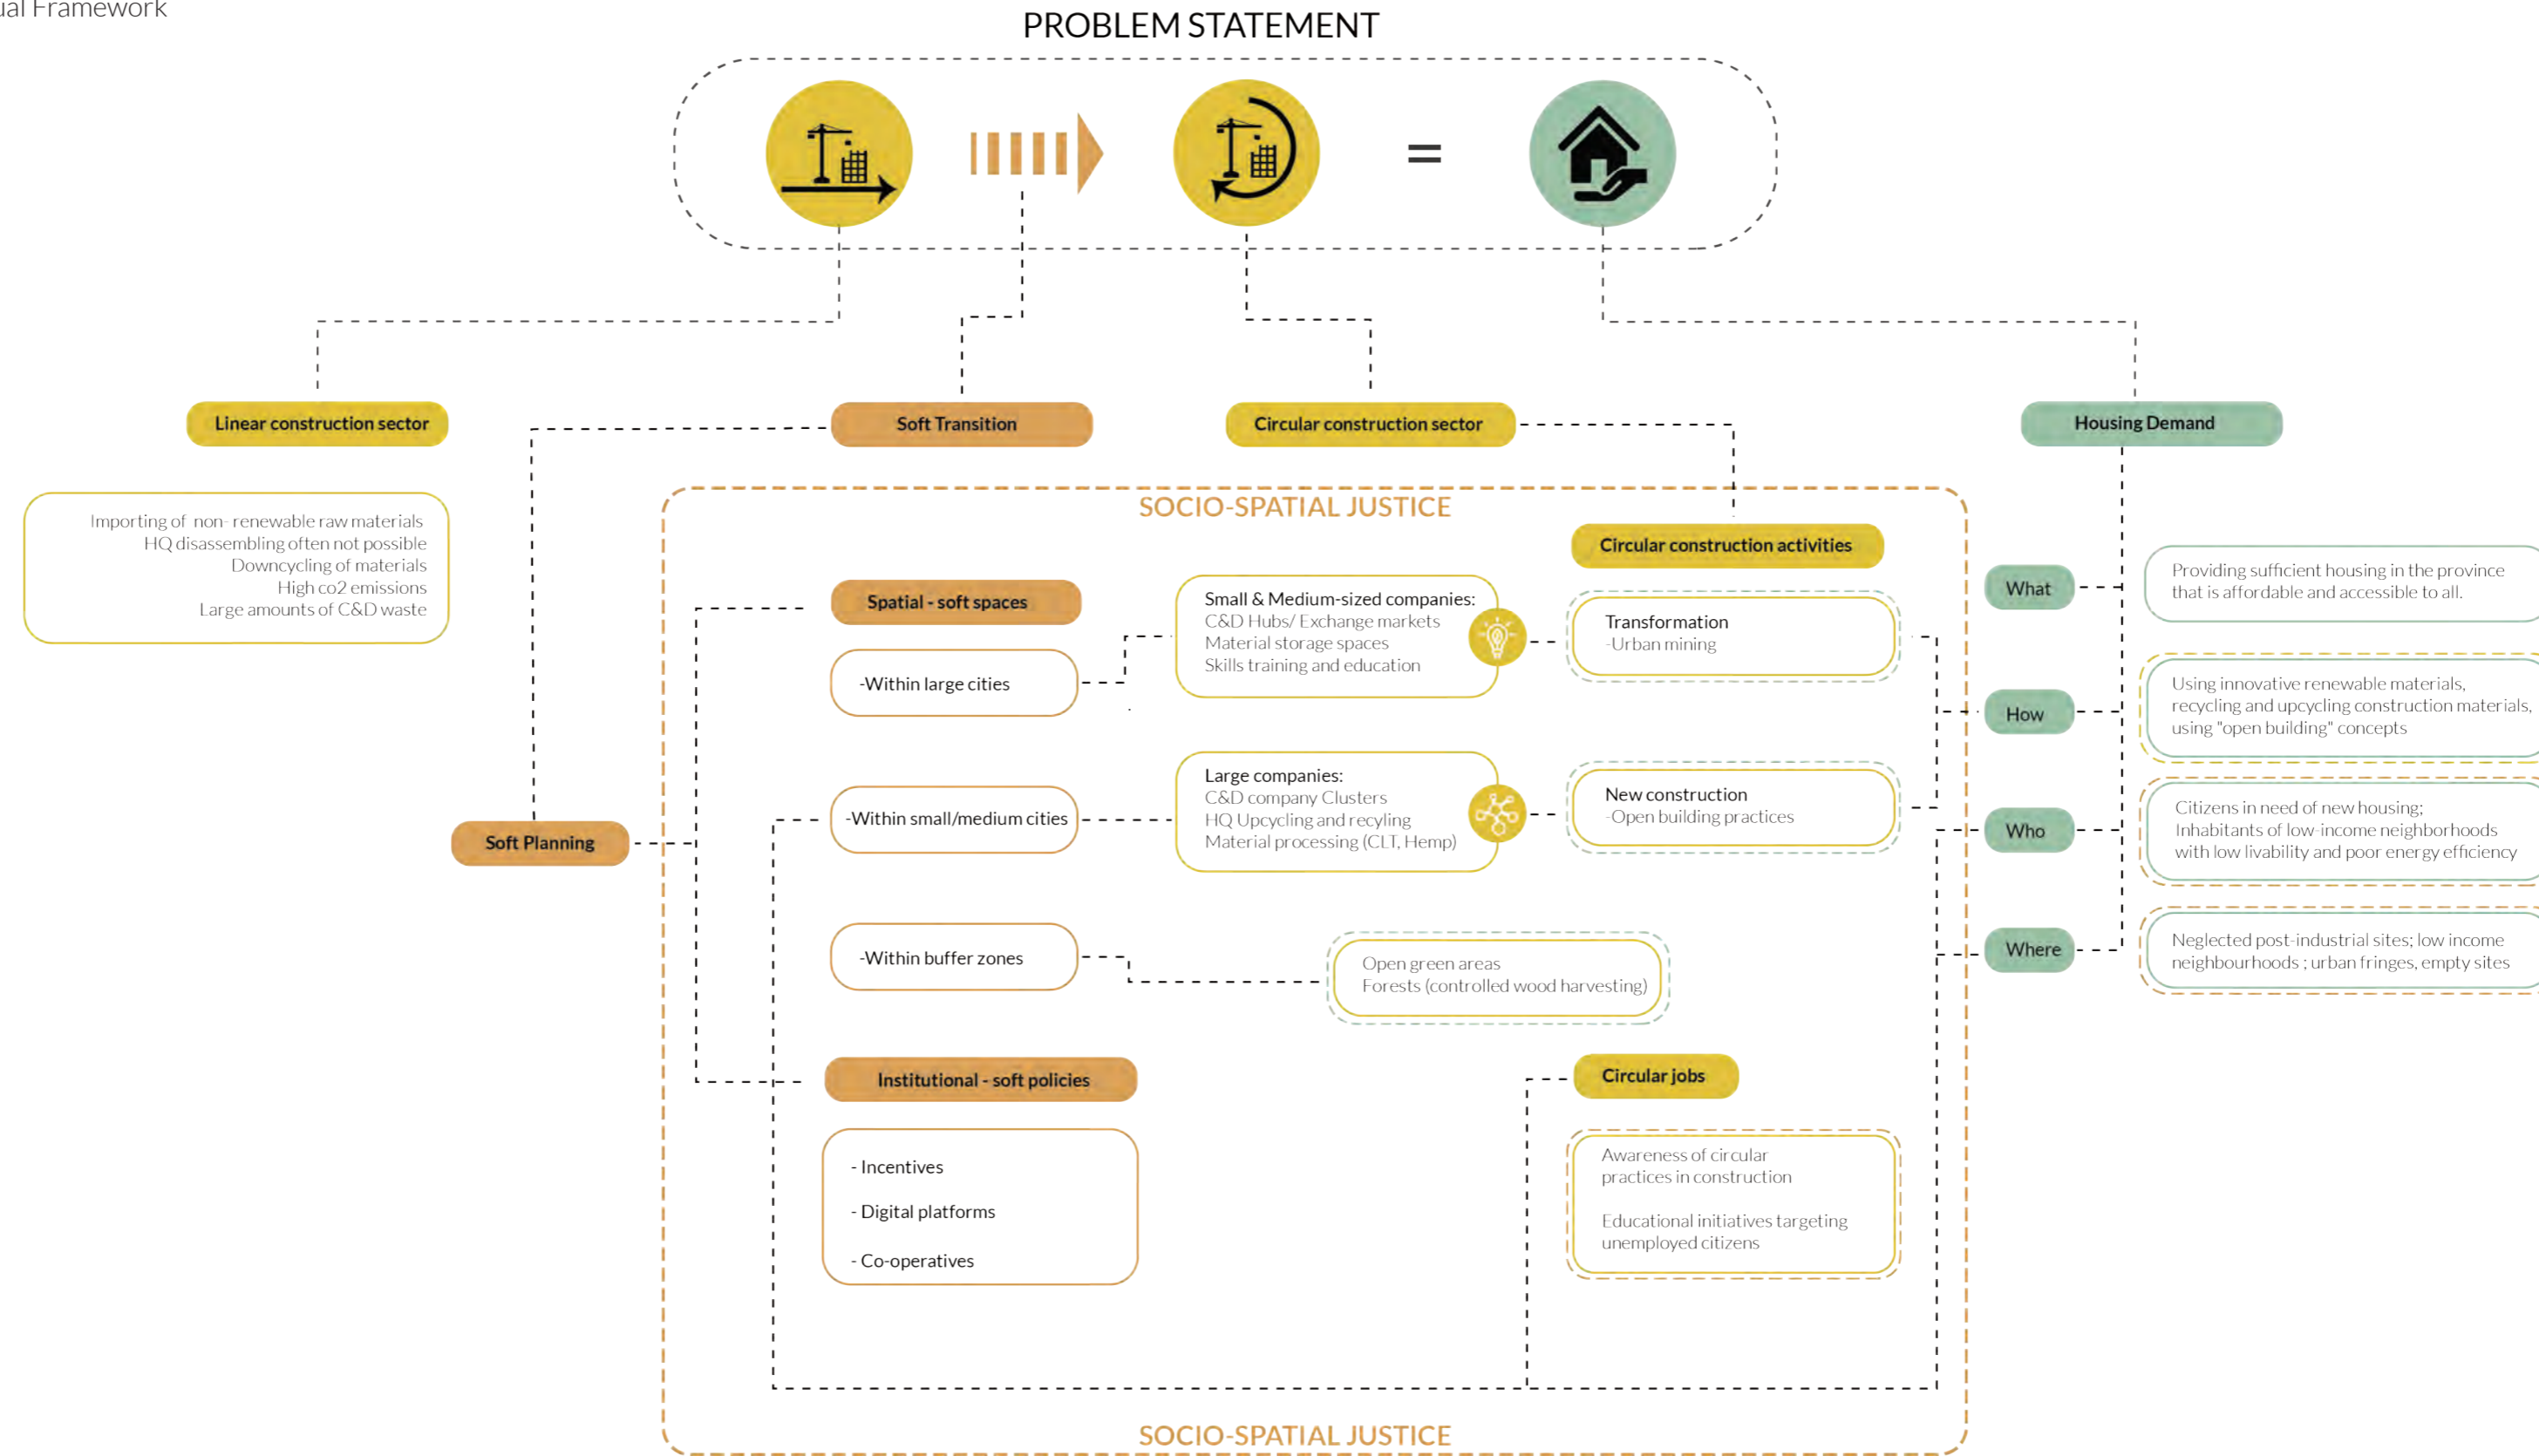 ual Framework
PROBLEM STATEMENT
=
Linear construction sector
Soft Transition
Circular construction sector
Housing Demand
Importing of non- renewable raw materials
HQ disassembling often not possible
Downcycling of materials
High co2 emissions
Large amounts of C&D waste
SOCIO-SPATIAL JUSTICE
Circular construction activities
Spatial - soft spaces
-Within large cities
Small & Medium-sized companies:
C&D Hubs/ Exchange markets
Material storage spaces
Skills training and education
Transformation
-Urban mining
What
Providing sufficient housing in the province
that is affordable and accessible to all.
How
Using innovative renewable materials,
recycling and upcycling construction materials,
using "open building" concepts
Soft Planning
-Within small/medium cities
Large companies:
C&D company Clusters
HQ Upcycling and recyling
Material processing (CLT, Hemp)
New construction
-Open building practices
Who
Citizens in need of new housing;
Inhabitants of low-income neighborhoods
with low livability and poor energy efficiency
-Within buffer zones
Open green areas
Forests (controlled wood harvesting)
Where
Neglected post-industrial sites; low income
neighbourhoods ; urban fringes, empty sites
Institutional - soft policies
- Incentives
- Digital platforms
- Co-operatives
Circular jobs
Awareness of circular
practices in construction
Educational initiatives targeting
unemployed citizens
SOCIO-SPATIAL JUSTICE